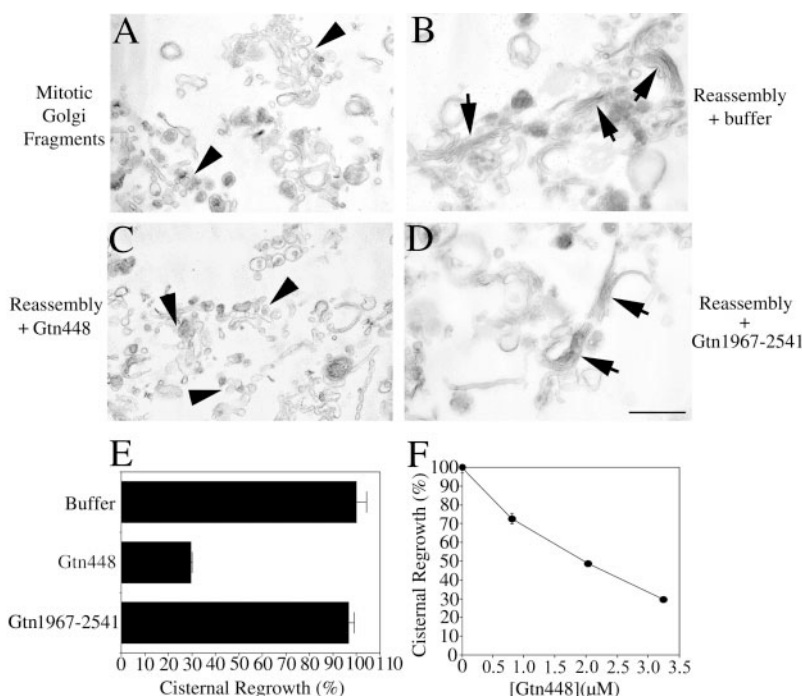 A
B
Mitotic
Golgi
Fragments
Reassembly
+ buffer
C
D
Reassembly
+ Gtn448
Reassembly
+
Gtn1967-2541
E
Buffer
Gtn448
Gtn1967-2541
0 10 20 30 40 50 60 70 80 90 100 110
Cisternal Regrowth (%)
F
Cisternal Regrowth (%)
100
90
80
70
60
50
40
30
20
10
0
0 0.5 1.0 1.5 2.0 2.5 3.0 3.5
[Gtn448](μM)